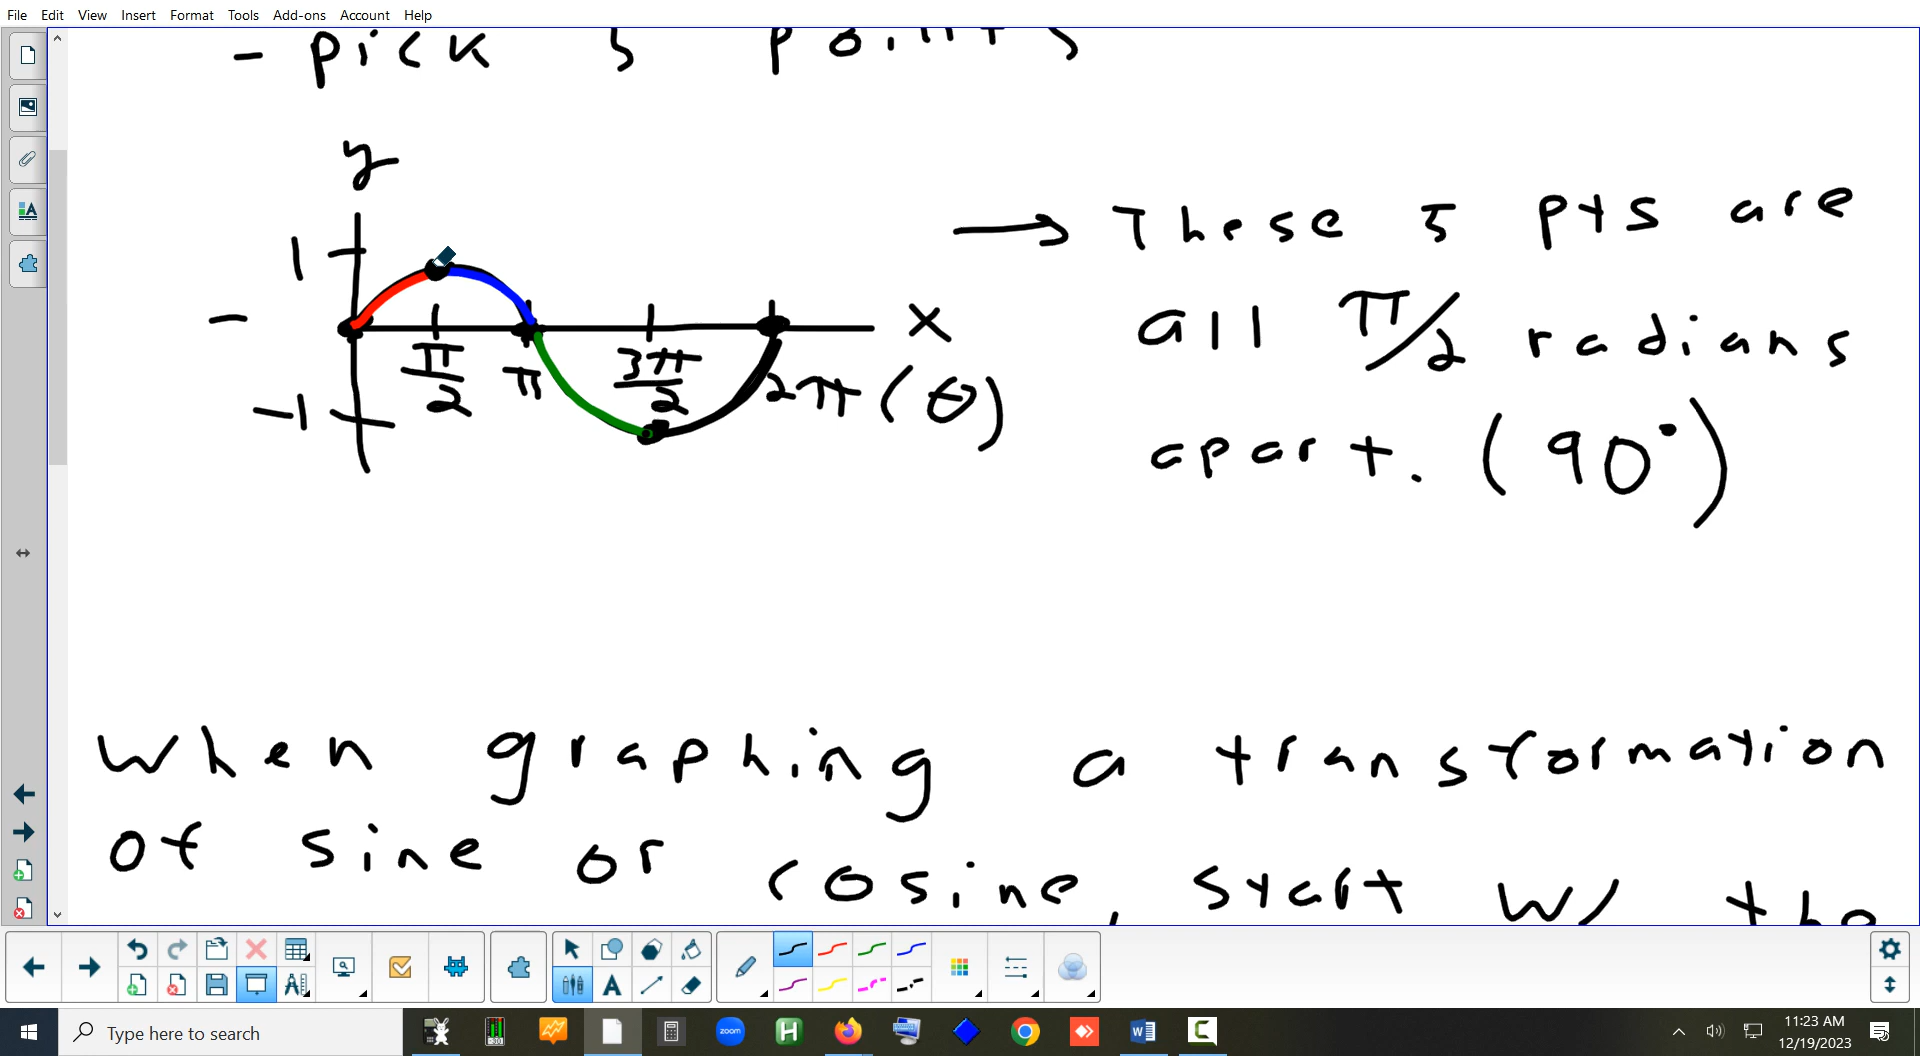 File Edit View Insert Format Tools Add-ons Account Help
- pick 5 points
y
1
-
-1
π/2 π 3π/2 2π (θ)
x
→ These 5 pts are
all π/2 radians
apart. (90°)
When graphing a transformation
of sine or cosine, start w/ the
Type here to search
zoom
11:23 AM
12/19/2023